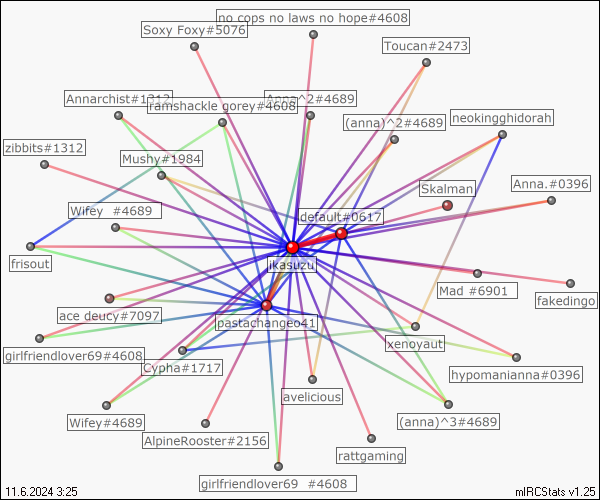 no cops no laws no hope#4608
Soxy Foxy#5076
Toucan#2473
Annarchist#1312
ramshackle gorey#4608
Anna^2#4689
(anna)^2#4689
neokingghidorah
zibbits#1312
Mushy#1984
Skalman
Anna.#0396
Wifey  #4689
default#0617
frisout
ikasuzu
Mad #6901
fakedingo
ace deucy#7097
pastachangeo41
xenoyaut
girlfriendlover69#4608
Cypha#1717
hypomanianna#0396
avelicious
Wifey#4689
(anna)^3#4689
AlpineRooster#2156
rattgaming
girlfriendlover69  #4608
11.6.2024 3:25
mIRCStats v1.25